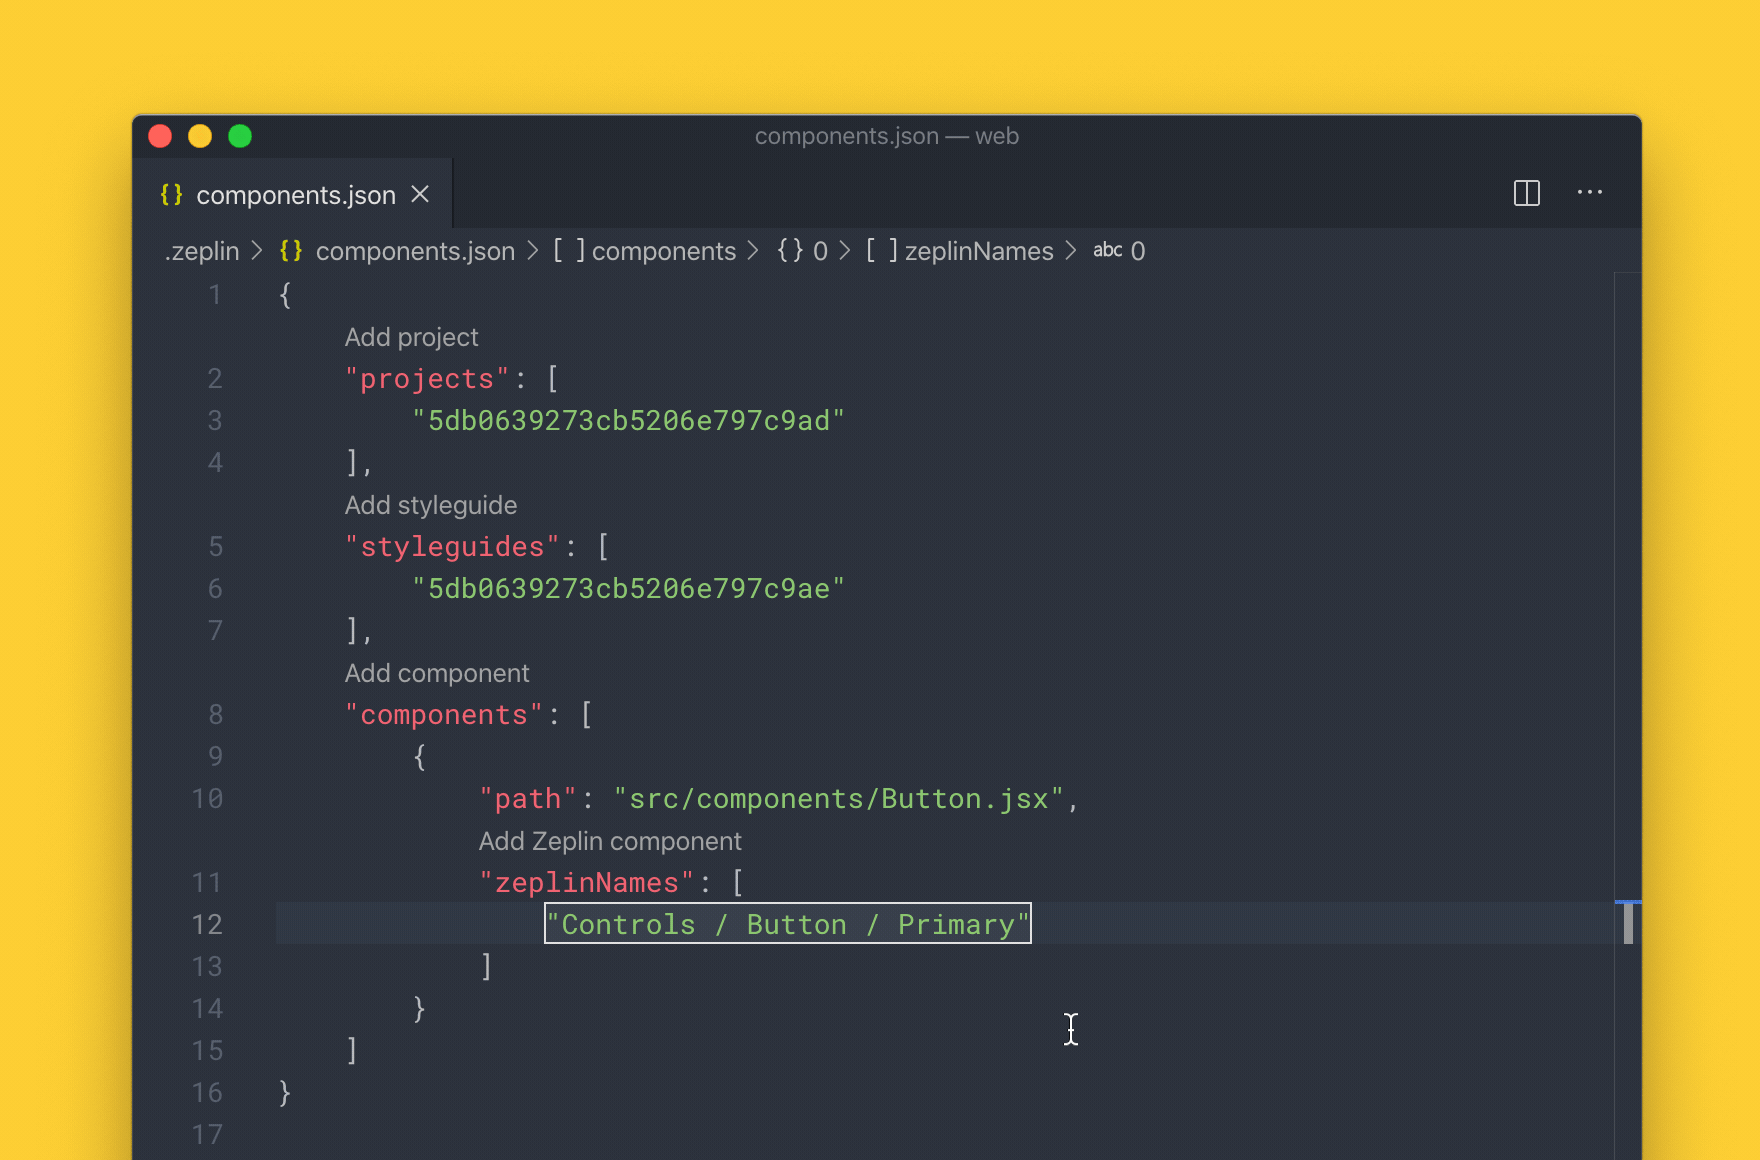 components.json — web
{} components.json ×
.zeplin > {} components.json > [ ] components > {} 0 > [ ] zeplinNames > abc 0
1 {
Add project
2 "projects": [
3 "5db0639273cb5206e797c9ad"
4 ],
Add styleguide
5 "styleguides": [
6 "5db0639273cb5206e797c9ae"
7 ],
Add component
8 "components": [
9 {
10 "path": "src/components/Button.jsx",
Add Zeplin component
11 "zeplinNames": [
12 "Controls / Button / Primary"
13 ]
14 }
15 ]
16 }
17